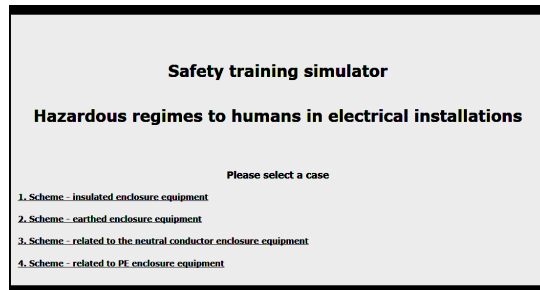 Safety training simulator
Hazardous regimes to humans in electrical installations
Please select a case
1. Scheme - insulated enclosure equipment
2. Scheme - earthed enclosure equipment
3. Scheme - related to the neutral conductor enclosure equipment
4. Scheme - related to PE enclosure equipment